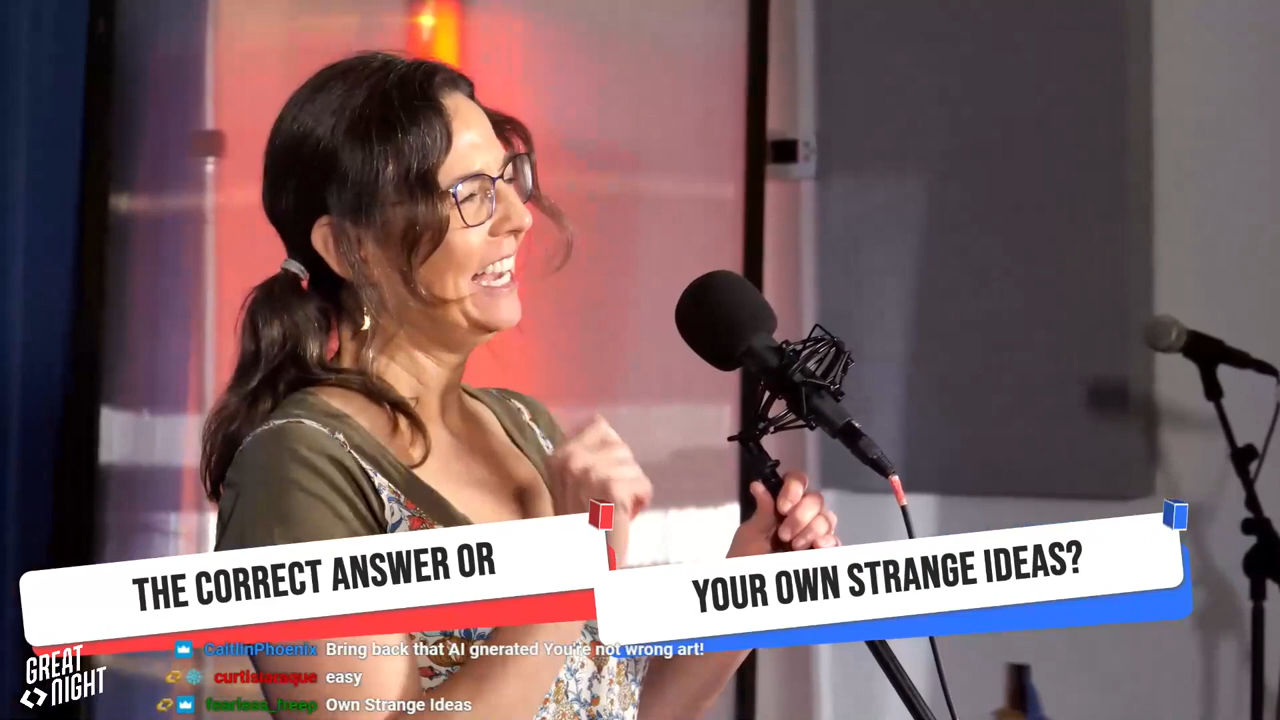 THE CORRECT ANSWER OR
YOUR OWN STRANGE IDEAS?
CaitlinPhoenix Bring back that AI gnerated You're not wrong art!
easy
fearless_freep Own Strange Ideas
GREAT
NIGHT